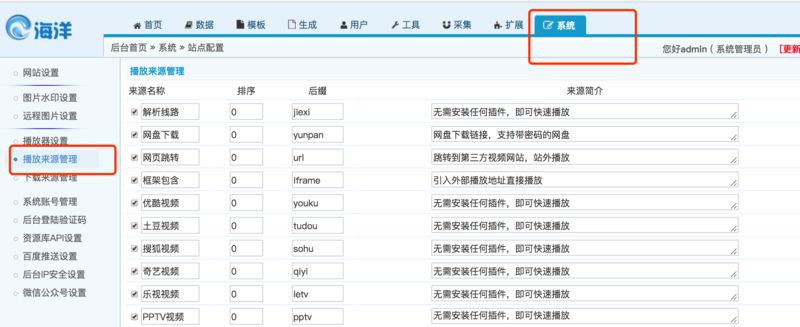 海洋
首页 数据 模板 生成 用户 工具 采集 扩展 系统
后台首页 » 系统 » 站点配置
您好admin（系统管理员） [更新
网站设置
图片水印设置
远程图片设置
播放器设置
播放来源管理
下载来源管理
系统账号管理
后台登陆验证码
资源库API设置
百度推送设置
后台IP安全设置
微信公众号设置
播放来源管理
来源名称 排序 后缀 来源简介
解析线路 0 jiexi 无需安装任何插件，即可快速播放
网盘下载 0 yunpan 网盘下载链接，支持带密码的网盘
网页跳转 0 url 跳转到第三方视频网站，站外播放
框架包含 0 iframe 引入外部播放地址直接播放
优酷视频 0 youku 无需安装任何插件，即可快速播放
土豆视频 0 tudou 无需安装任何插件，即可快速播放
搜狐视频 0 sohu 无需安装任何插件，即可快速播放
奇艺视频 0 qiyi 无需安装任何插件，即可快速播放
乐视视频 0 letv 无需安装任何插件，即可快速播放
PPTV视频 0 pptv 无需安装任何插件，即可快速播放